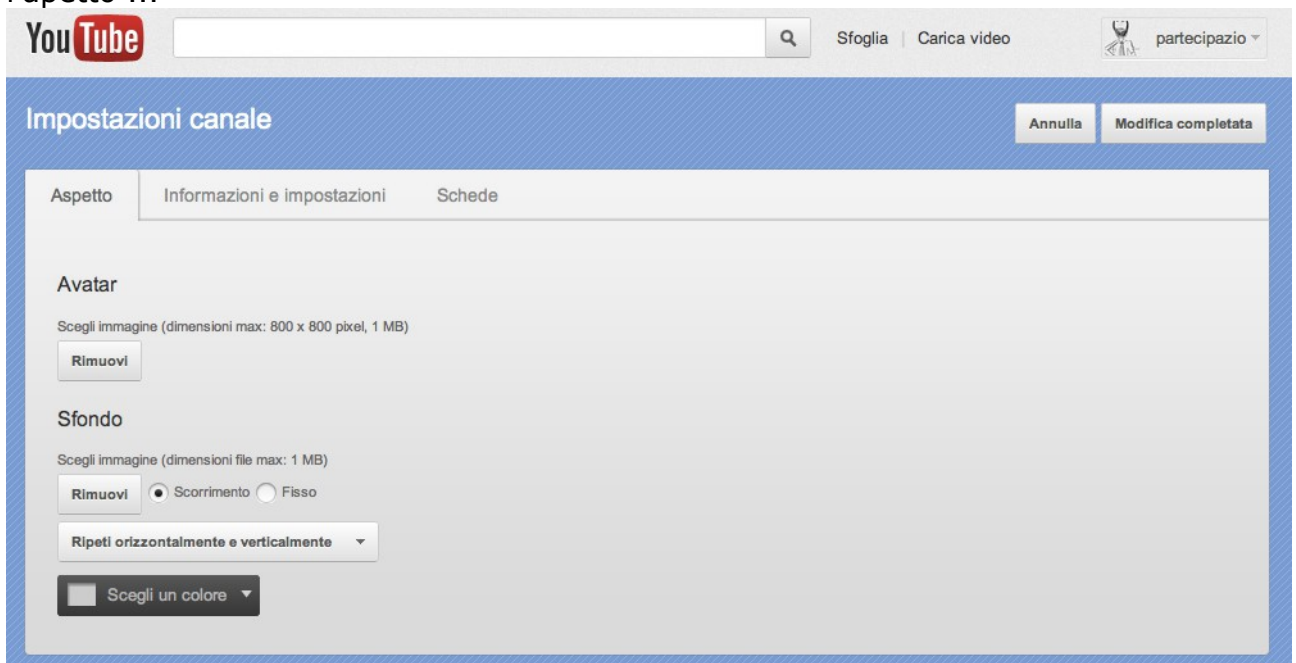 l'apetto ...
YouTube Sfoglia | Carica video partecipazio
Impostazioni canale Annulla Modifica completata
Aspetto Informazioni e impostazioni Schede
Avatar
Scegli immagine (dimensioni max: 800 x 800 pixel, 1 MB)
Rimuovi
Sfondo
Scegli immagine (dimensioni file max: 1 MB)
Rimuovi Scorrimento Fisso
Ripeti orizzontalmente e verticalmente
Scegli un colore